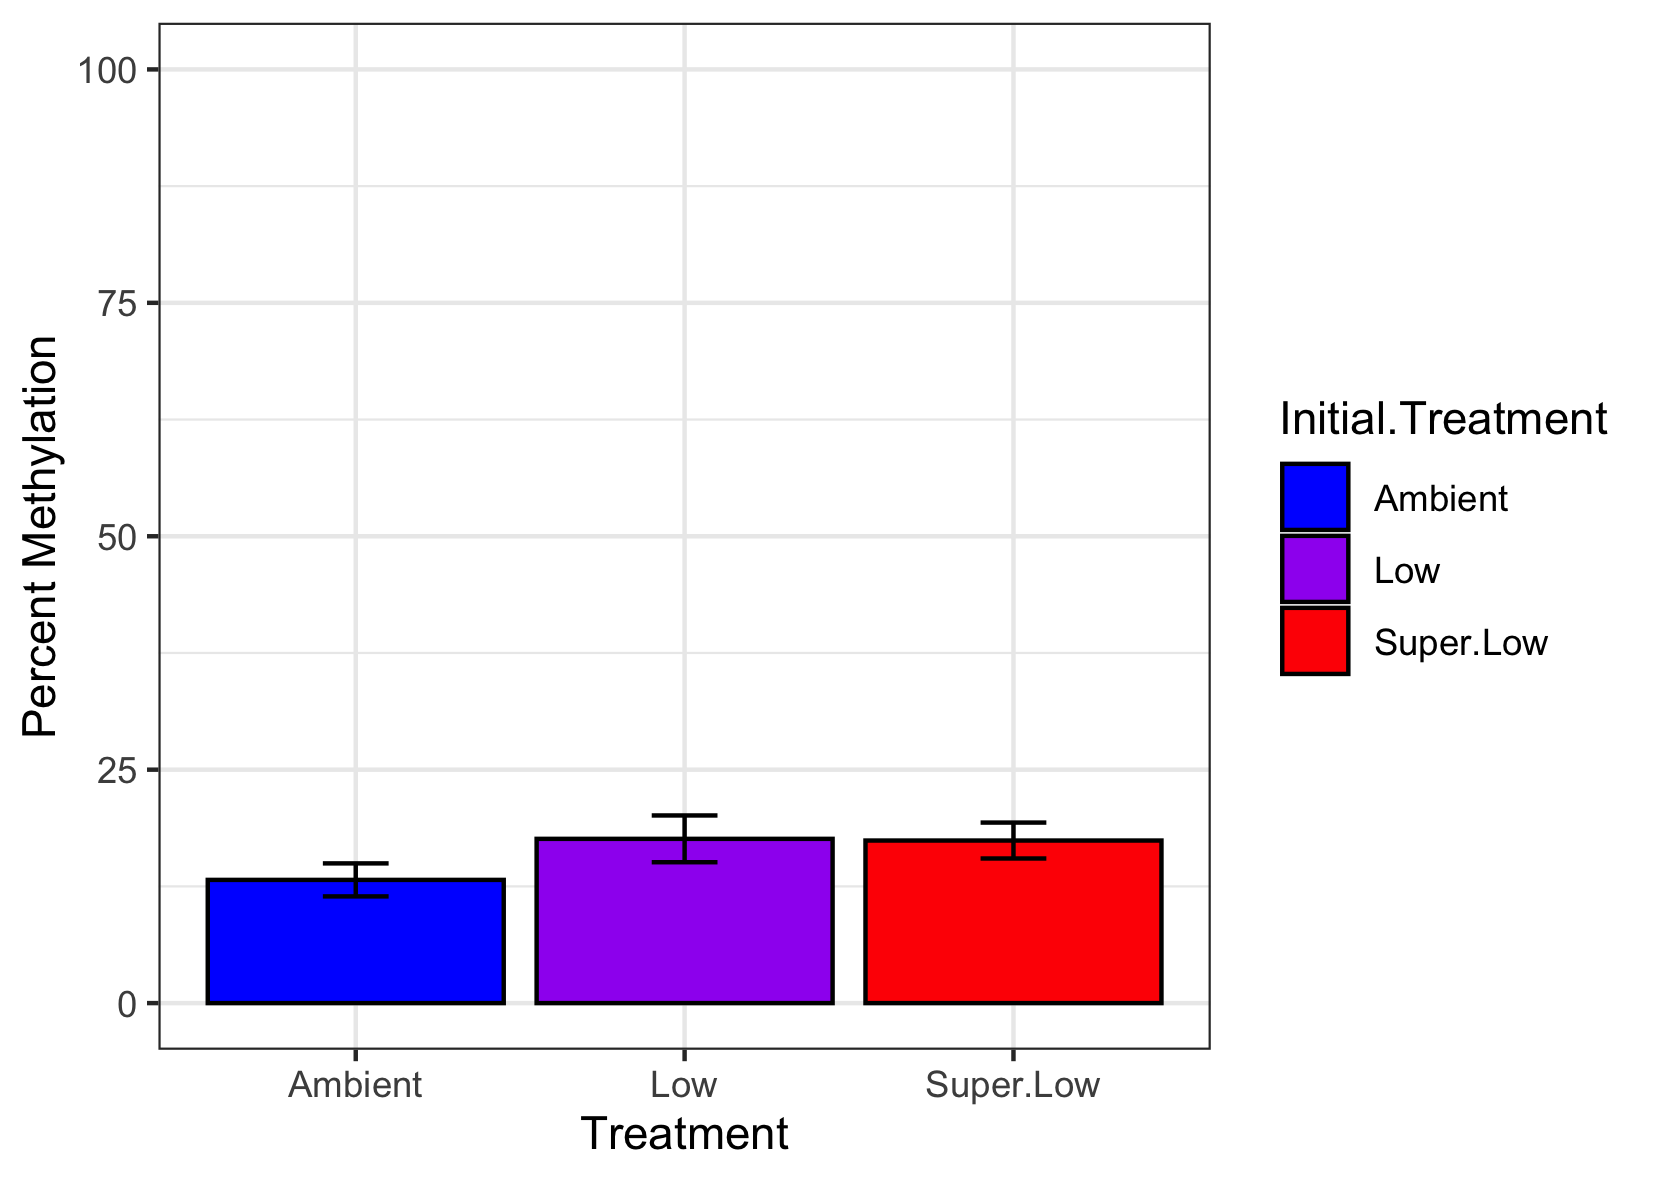 100
75
50
25
0
Percent Methylation
Ambient Low Super.Low
Treatment
Initial.Treatment
Ambient
Low
Super.Low